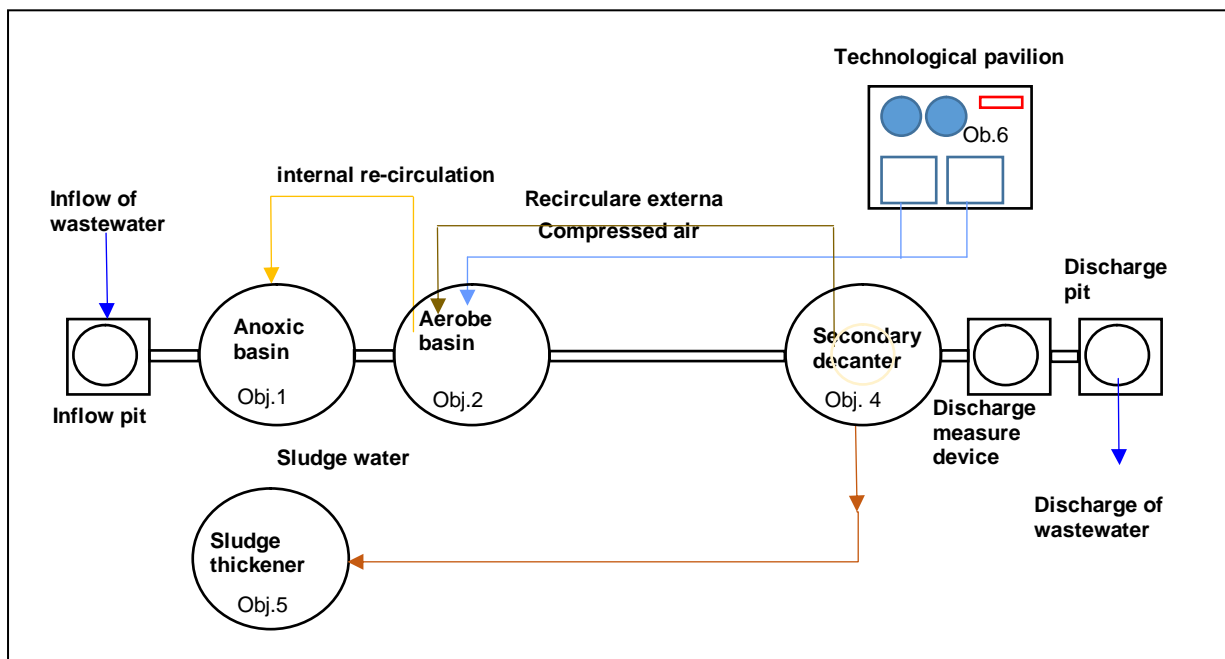 Technological pavilion
Ob.6
internal re-circulation
Inflow of
wastewater
Recirculare externa
Compressed air
Discharge
pit
Anoxic
basin
Obj.1
Aerobe
basin
Obj.2
Secondary
decanter
Obj. 4
Inflow pit
Discharge
measure
device
Sludge water
Discharge of
wastewater
Sludge
thickener
Obj.5